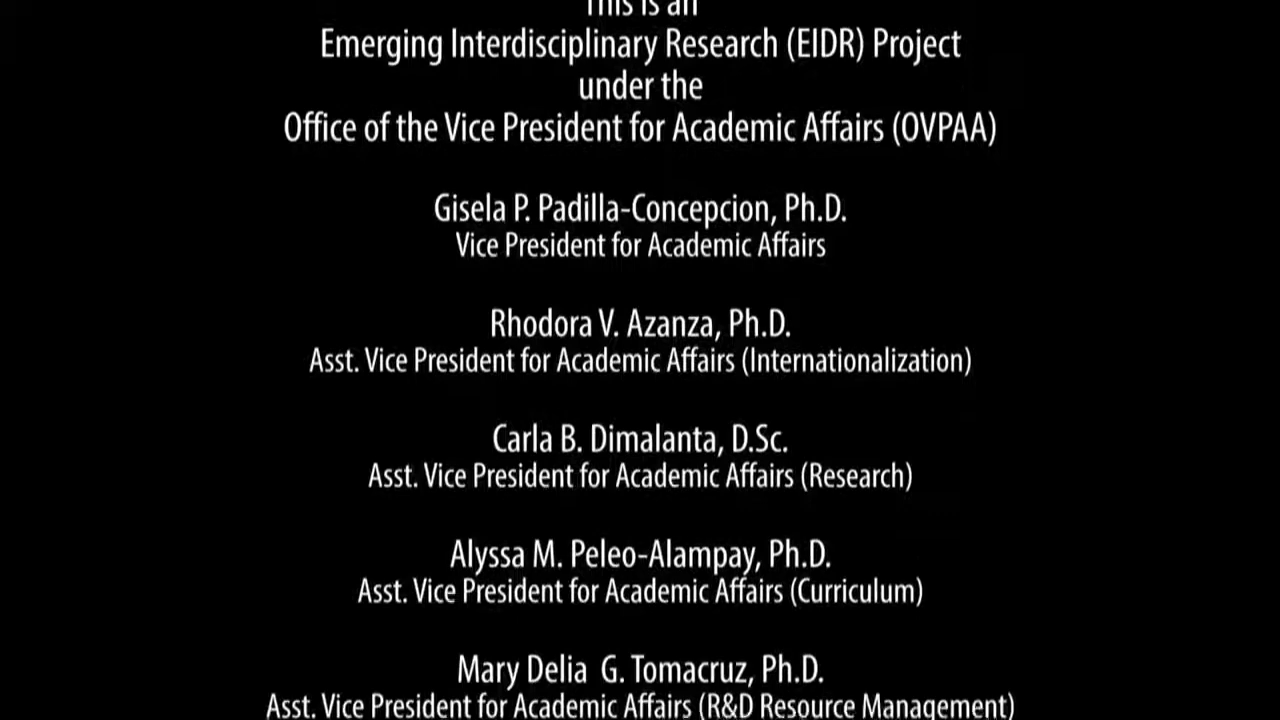 This is an
Emerging Interdisciplinary Research (EIDR) Project
under the
Office of the Vice President for Academic Affairs (OVPAA)
Gisela P. Padilla-Concepcion, Ph.D.
Vice President for Academic Affairs
Rhodora V. Azanza, Ph.D.
Asst. Vice President for Academic Affairs (Internationalization)
Carla B. Dimalanta, D.Sc.
Asst. Vice President for Academic Affairs (Research)
Alyssa M. Peleo-Alampay, Ph.D.
Asst. Vice President for Academic Affairs (Curriculum)
Mary Delia G. Tomacruz, Ph.D.
Asst. Vice President for Academic Affairs (R&D Resource Management)